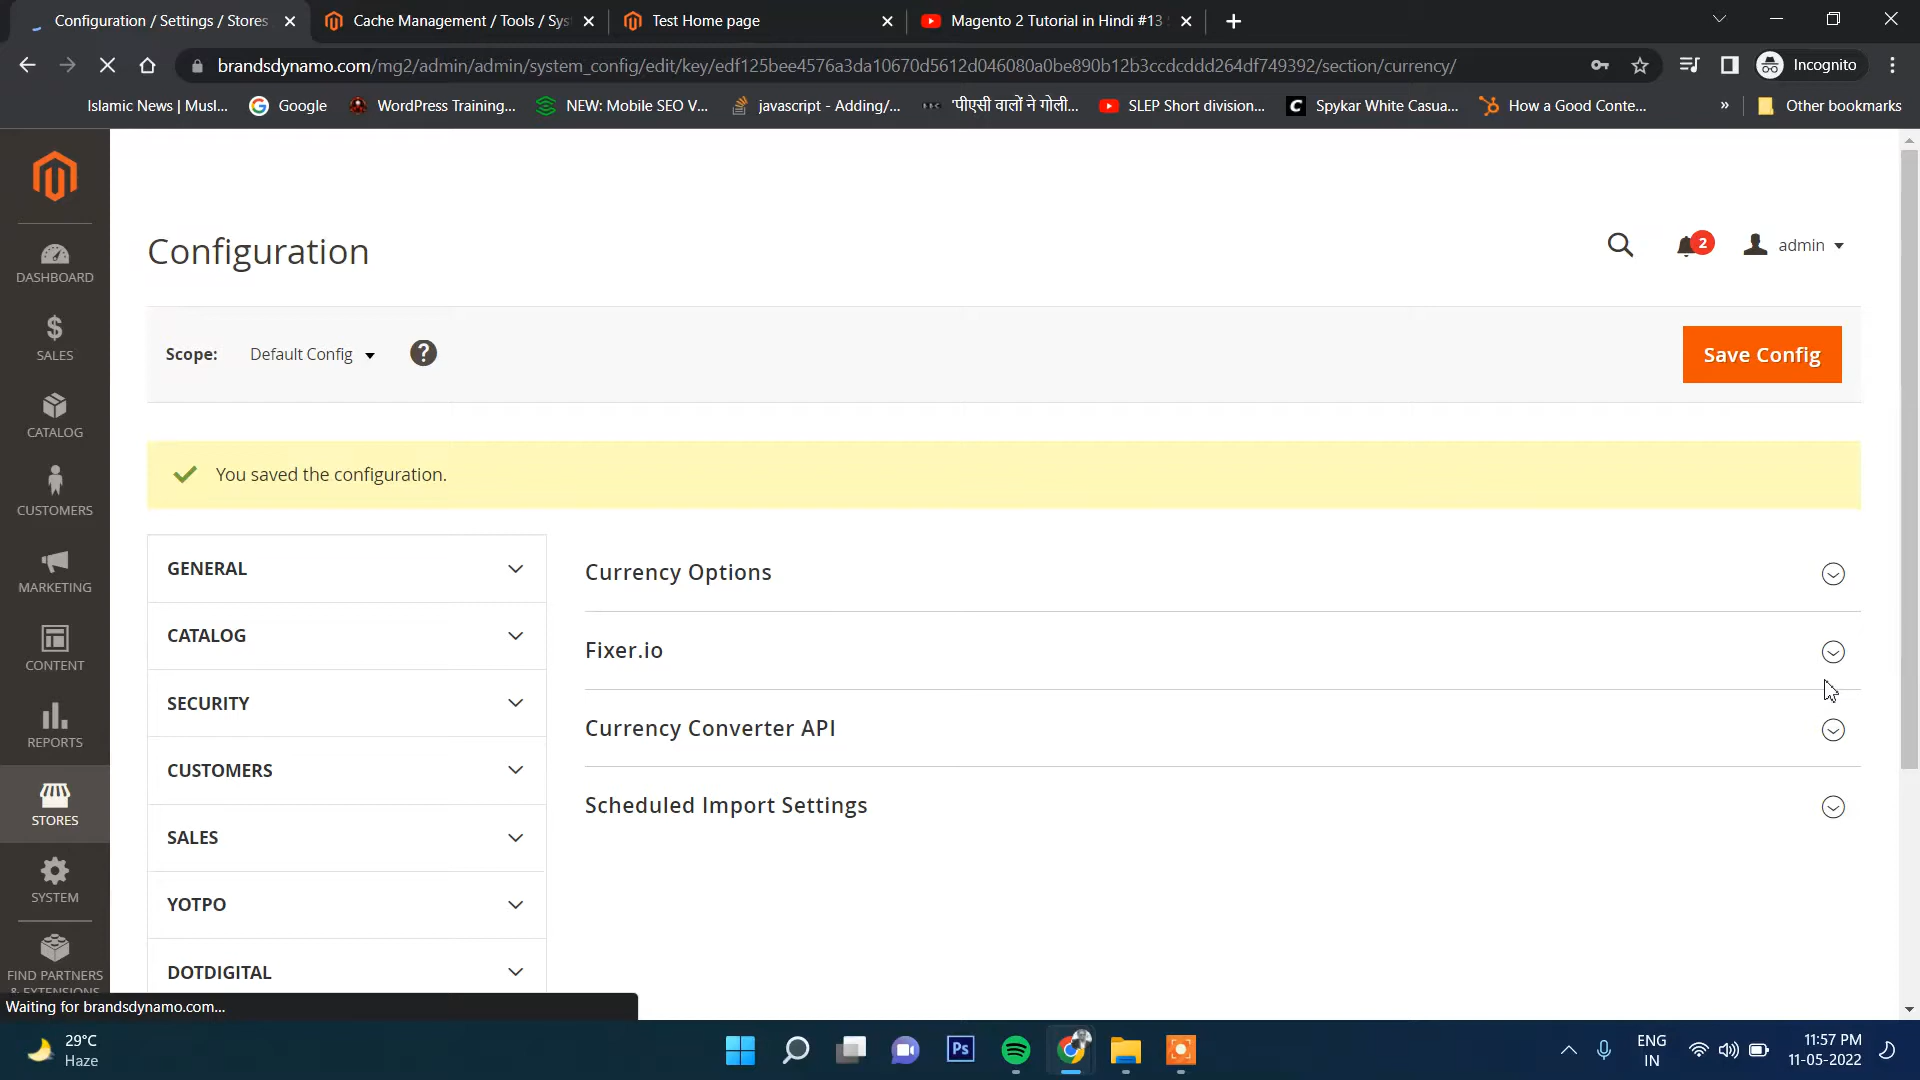 Configuration / Settings / Stores
Cache Management / Tools / Sys
Test Home page
Magento 2 Tutorial in Hindi #13
brandsdynamo.com/mg2/admin/admin/system_config/edit/key/edf125bee4576a3da10670d5612d046080a0be890b12b3ccdcddd264df749392/section/currency/
Incognito
Islamic News | Musl...
Google
WordPress Training...
NEW: Mobile SEO V...
javascript - Adding/...
'पीएसी वालों ने गोली...
SLEP Short division...
Spykar White Casua...
How a Good Conte...
»
Other bookmarks
Configuration
2
admin
Scope:
Default Config
?
Save Config
You saved the configuration.
DASHBOARD
SALES
CATALOG
CUSTOMERS
MARKETING
CONTENT
REPORTS
STORES
SYSTEM
FIND PARTNERS
& EXTENSIONS
GENERAL
CATALOG
SECURITY
CUSTOMERS
SALES
YOTPO
DOTDIGITAL
Currency Options
Fixer.io
Currency Converter API
Scheduled Import Settings
Waiting for brandsdynamo.com...
29°C
Haze
Ps
ENG
IN
11:57 PM
11-05-2022